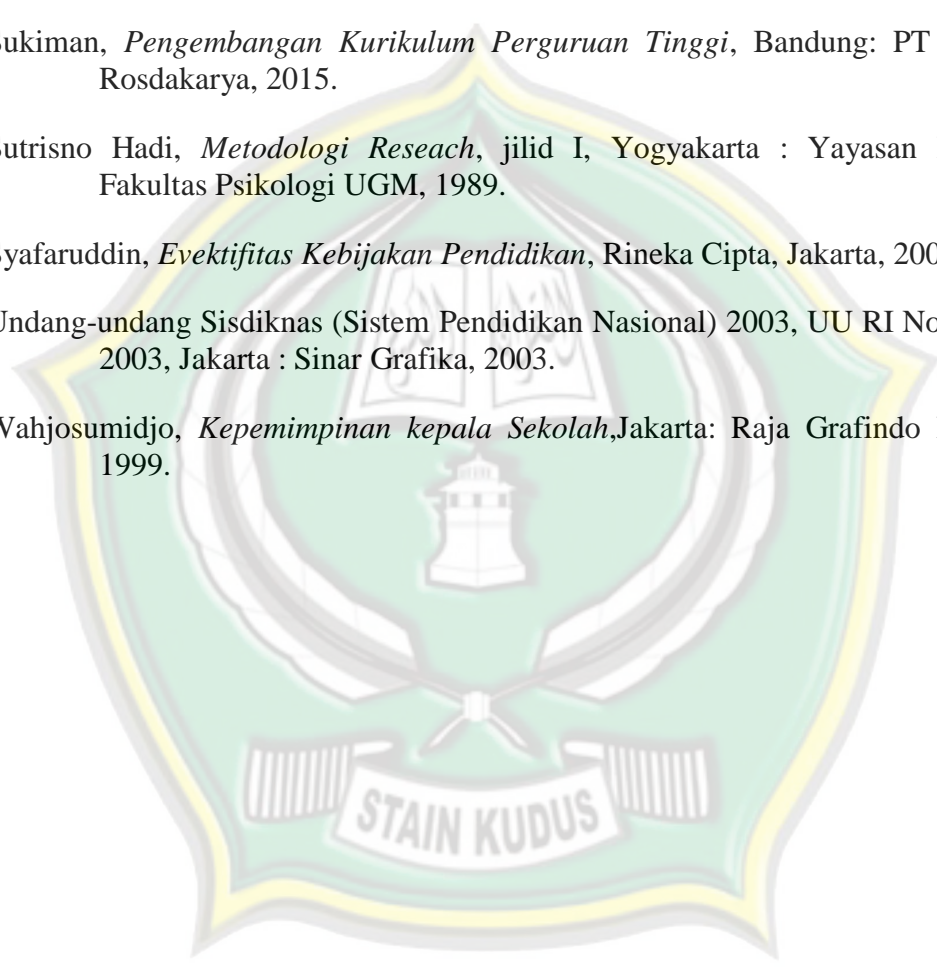 ukiman, Pengembangan Kurikulum Perguruan Tinggi, Bandung: PT
Rosdakarya, 2015.
utrisno Hadi, Metodologi Reseach, jilid I, Yogyakarta : Yayasan
Fakultas Psikologi UGM, 1989.
yafaruddin, Evektifitas Kebijakan Pendidikan, Rineka Cipta, Jakarta, 200
Undang-undang Sisdiknas (Sistem Pendidikan Nasional) 2003, UU RI No
2003, Jakarta : Sinar Grafika, 2003.
Wahjosumidjo, Kepemimpinan kepala Sekolah,Jakarta: Raja Grafindo
1999.
STAIN KUDUS